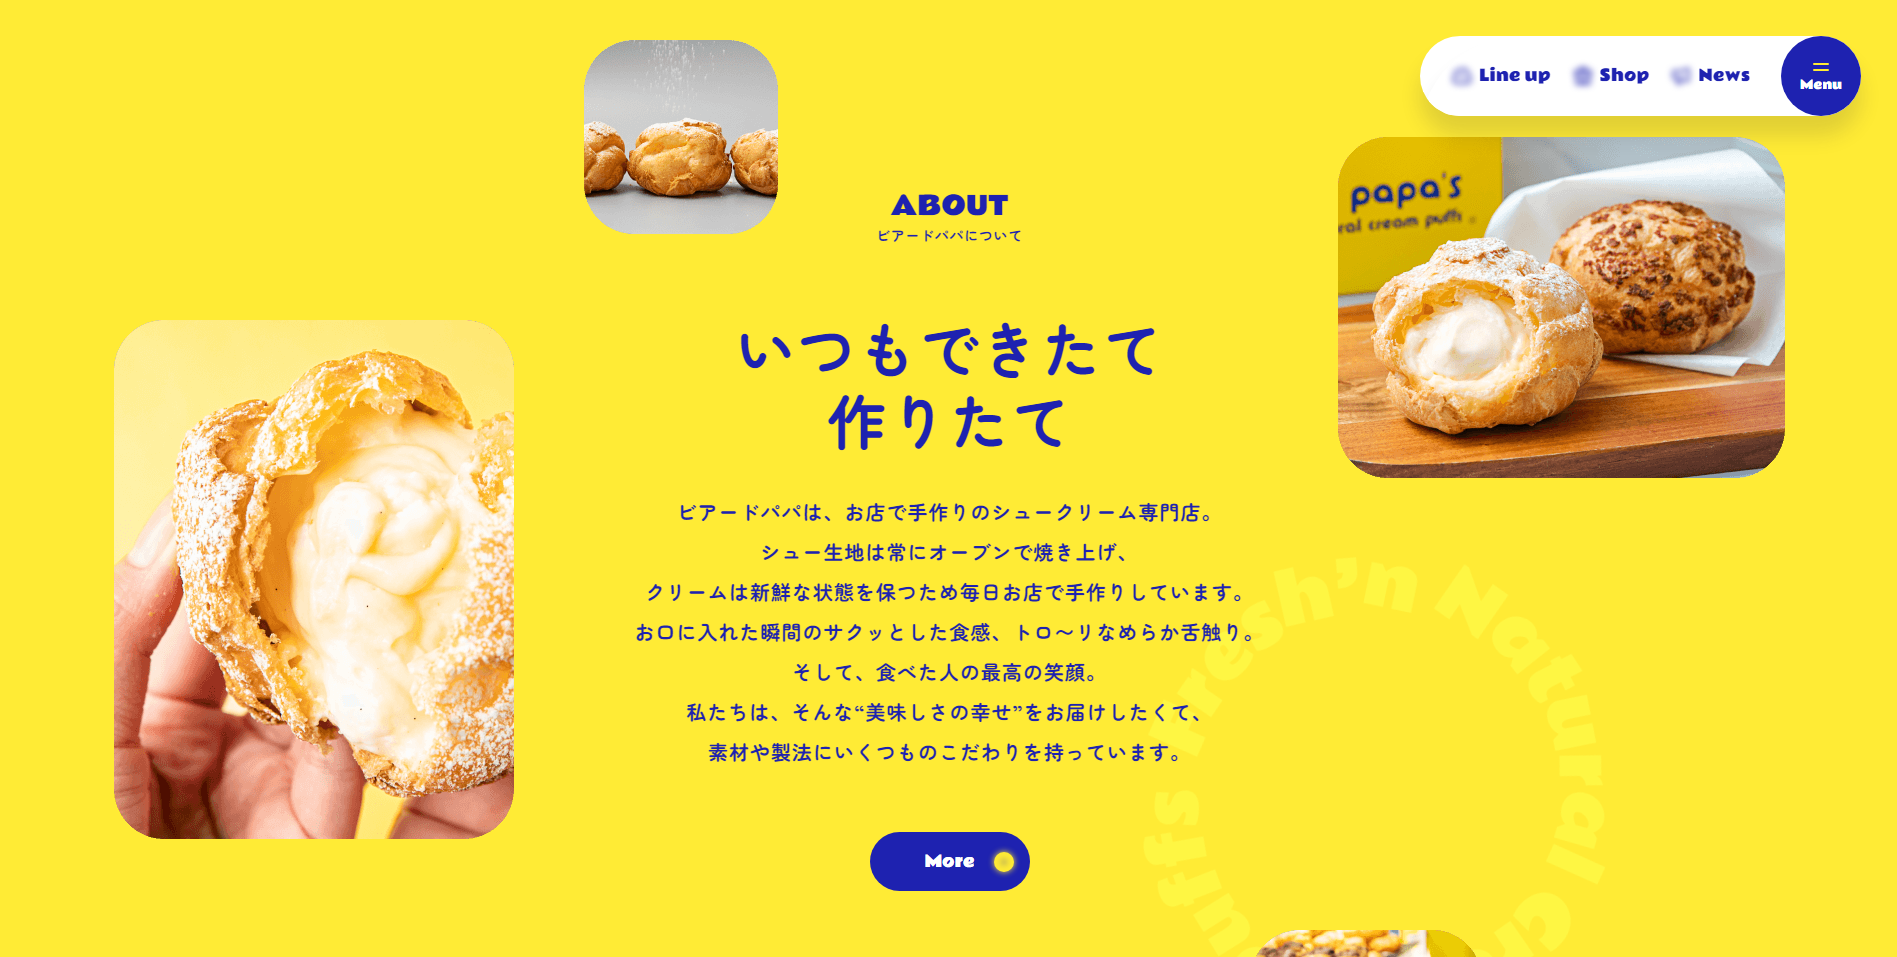 Line up
Shop
News
Menu
papa's
ral cream puffs
ABOUT
ビアードパパについて
いつもできたて
作りたて
ビアードパパは、お店で手作りのシュークリーム専門店。
シュー生地は常にオーブンで焼き上げ、
クリームは新鮮な状態を保つため毎日お店で手作りしています。
お口に入れた瞬間のサクッとした食感、トロ〜リなめらか舌触り。
そして、食べた人の最高の笑顔。
私たちは、そんな“美味しさの幸せ”をお届けしたくて、
素材や製法にいくつものこだわりを持っています。
More
uffs Fresh’n Natural Cr